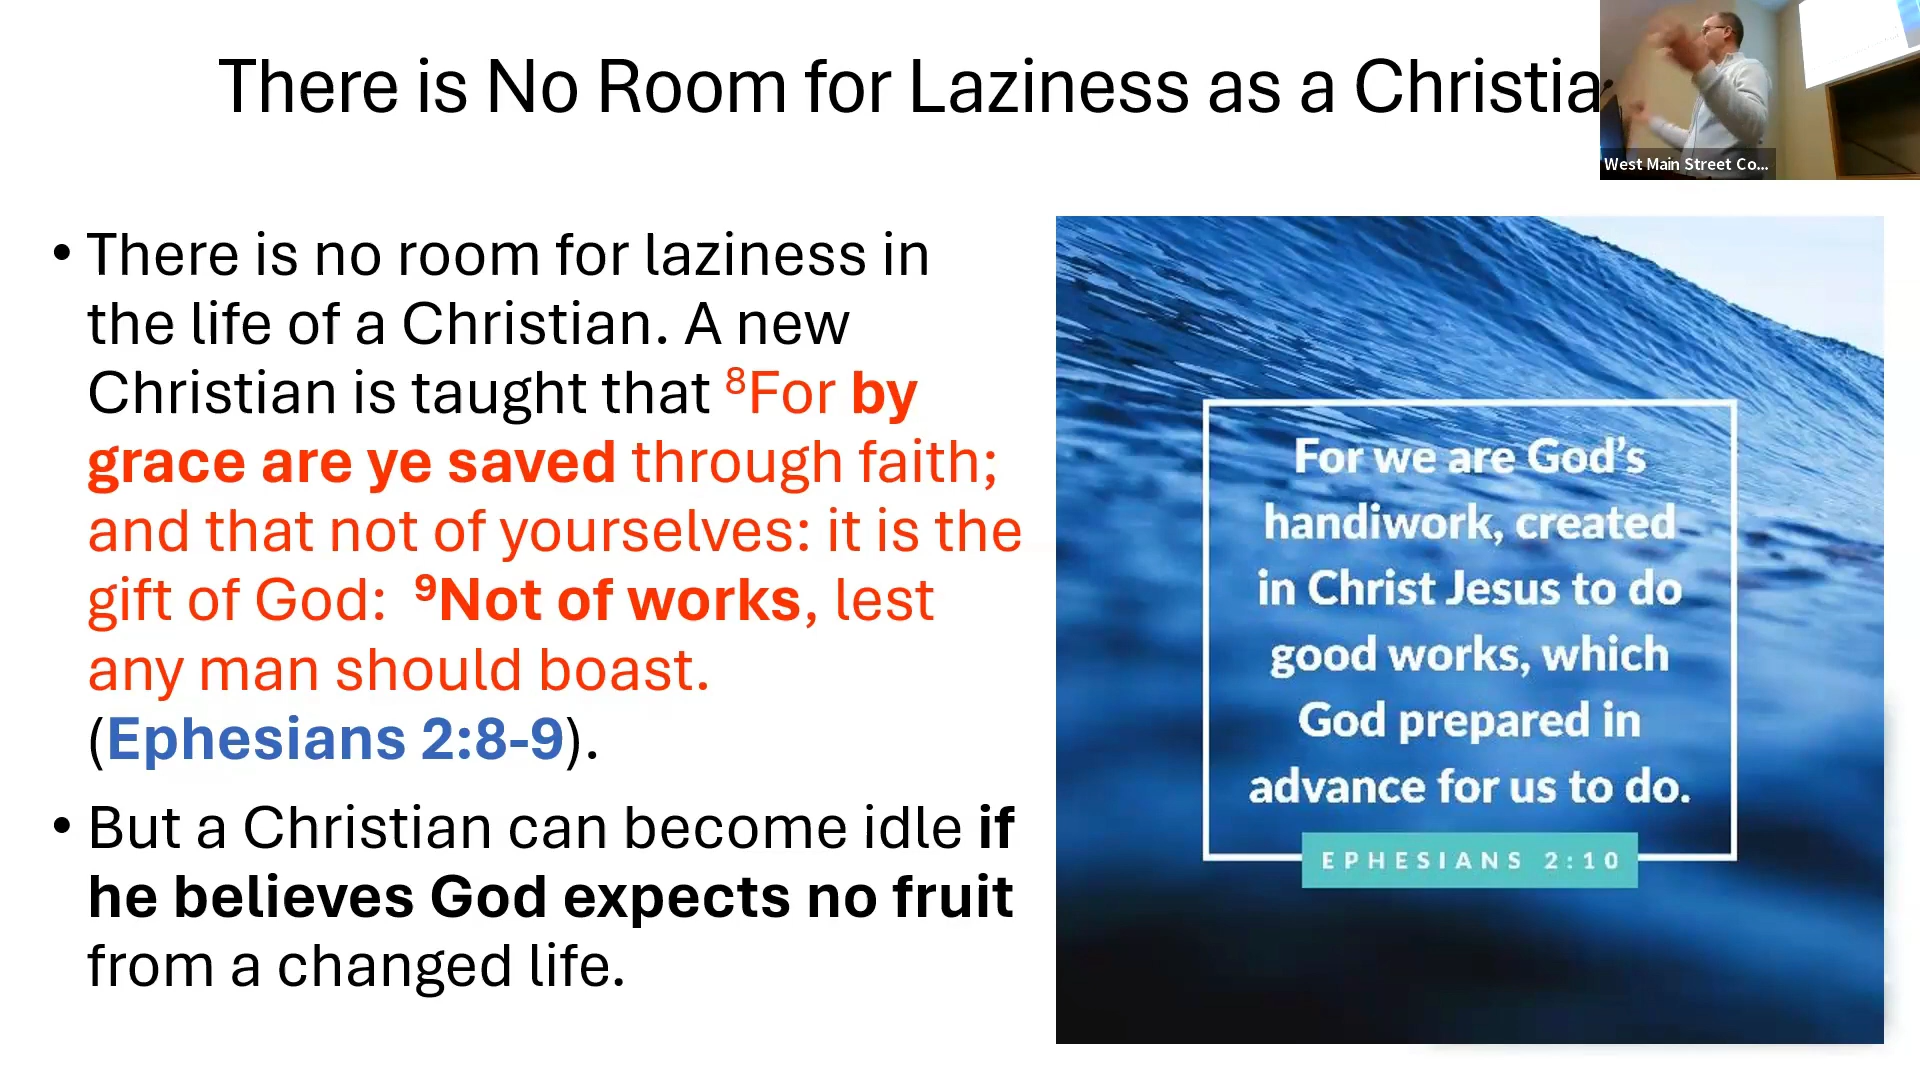 There is No Room for Laziness as a Christia
West Main Street Co...
• There is no room for laziness in
the life of a Christian. A new
Christian is taught that ⁸For by
grace are ye saved through faith;
and that not of yourselves: it is the
gift of God: ⁹Not of works, lest
any man should boast.
(Ephesians 2:8-9).
• But a Christian can become idle if
he believes God expects no fruit
from a changed life.
For we are God’s
handiwork, created
in Christ Jesus to do
good works, which
God prepared in
advance for us to do.
EPHESIANS 2:10